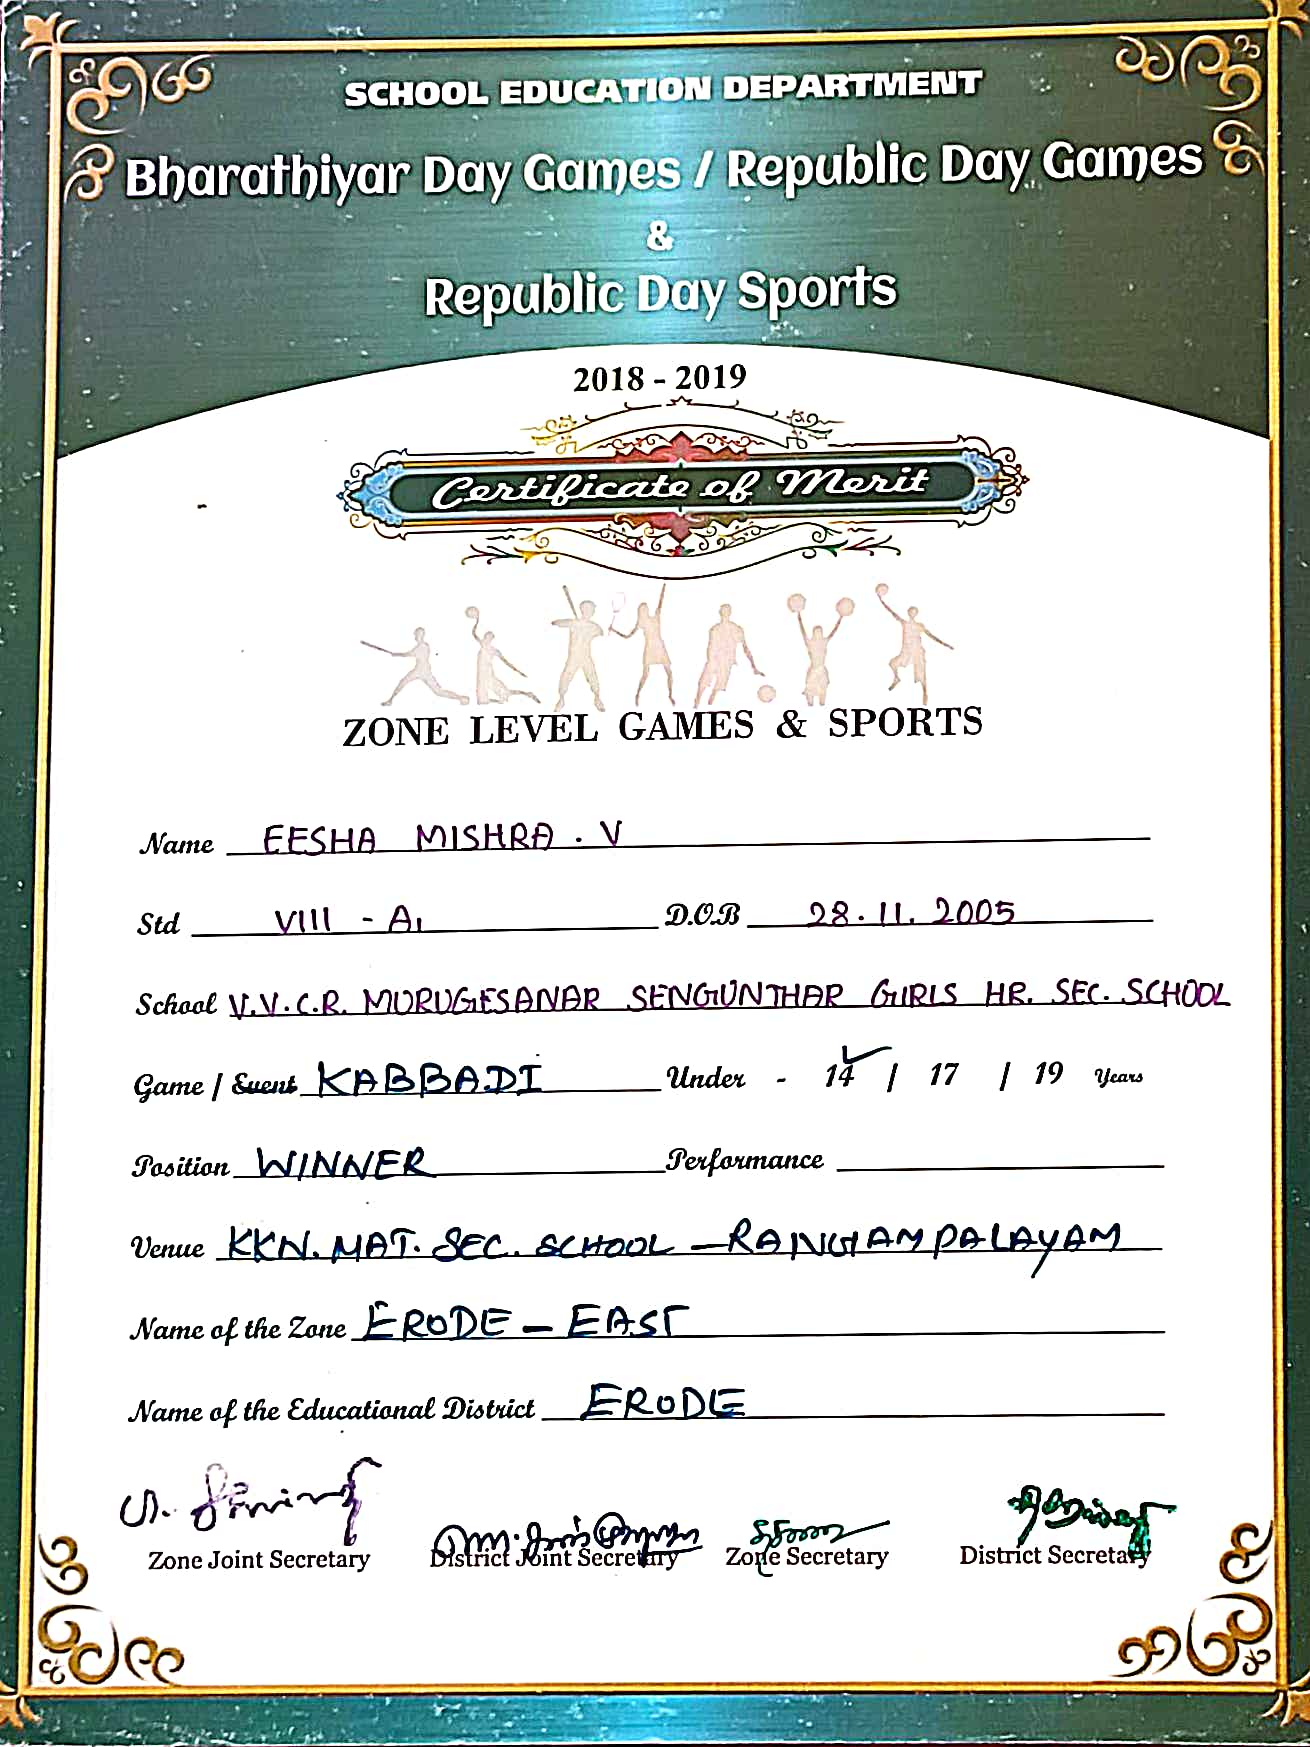 SCHOOL EDUCATION DEPARTMENT
Bharathiyar Day Games / Republic Day Games
&
Republic Day Sports
2018 - 2019
Certificate of Merit
ZONE LEVEL GAMES & SPORTS
Name EESHA MISHRA . V
Std VIII - A1 D.O.B 28. 11. 2005
School V.V.C.R. MURUGESANAR SENGUNTHAR GIRLS HR. SEC. SCHOOL
Game / Event KABBADI Under - 14 / 17 / 19 Years
Position WINNER Performance
Venue KKN. MAT. SEC. SCHOOL - RANGAMPALAYAM
Name of the Zone ERODE - EAST
Name of the Educational District ERODE
Zone Joint Secretary District Joint Secretary Zone Secretary District Secretary